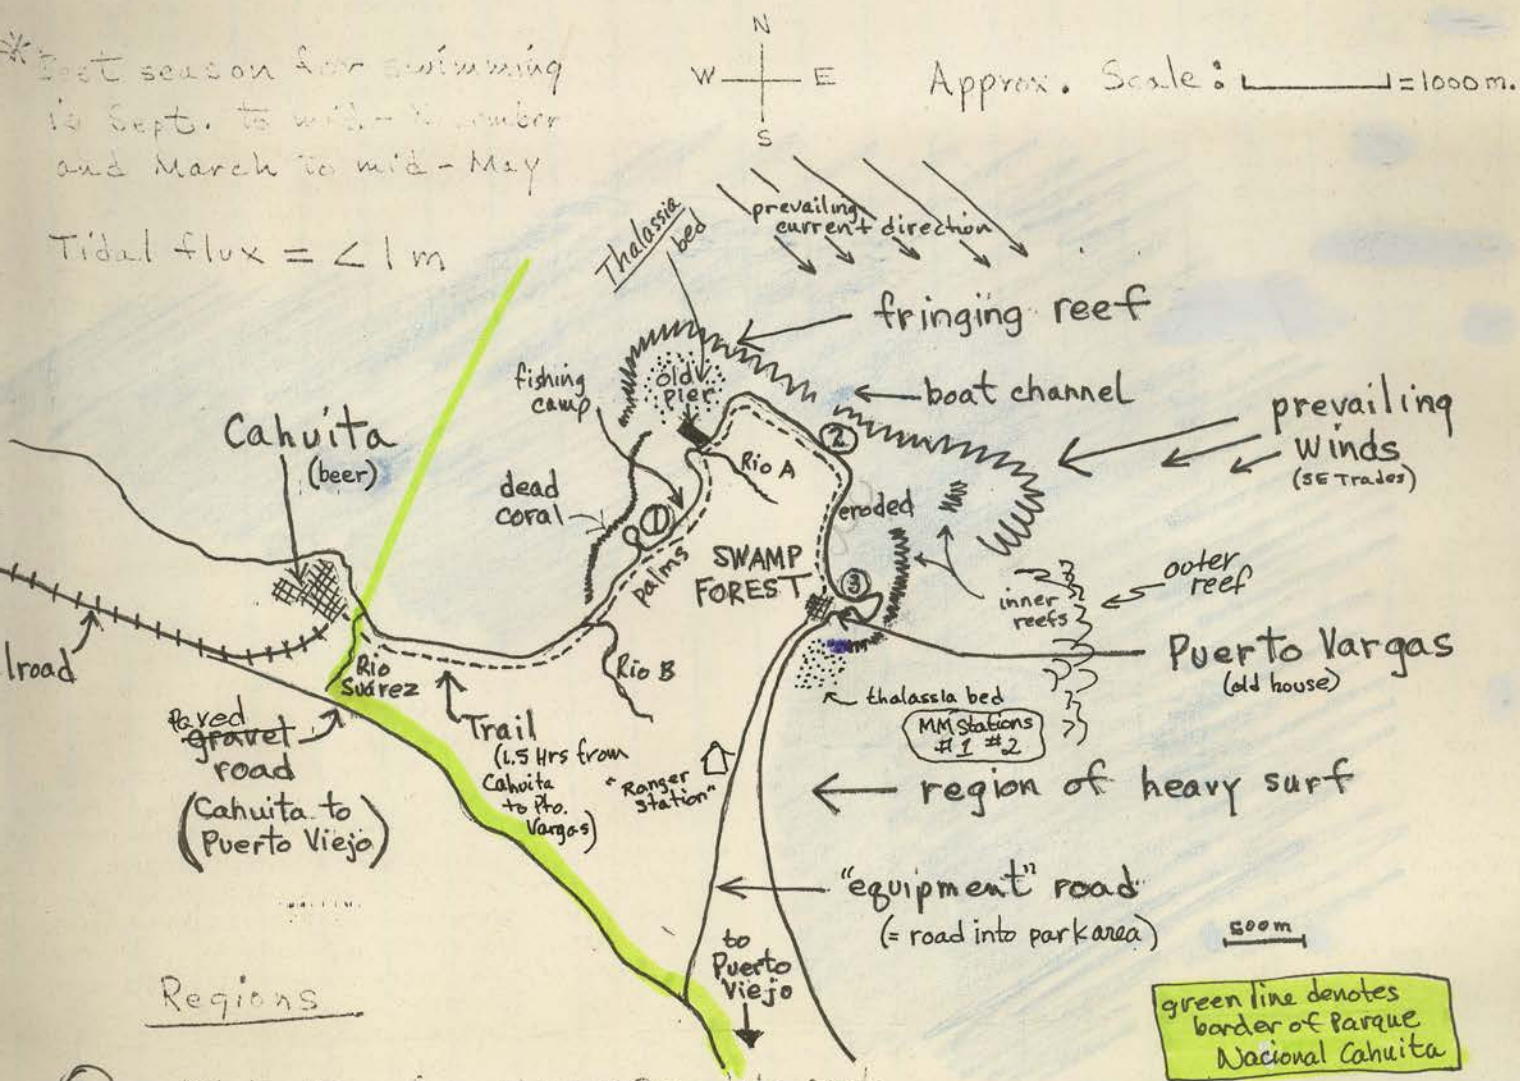 * Best season for swimming
is Sept. to mid-
and March to mid-May
Tidal flux = < 1 m
N
W E
S
Approx. Scale: = 1000 m.
prevailing
current direction
Thalassia
bed
fringing reef
boat channel
prevailing
winds
(SE Trades)
fishing
camp
old
pier
Cahuita
(beer)
dead
coral
Rio A
1
2
3
eroded
palms
SWAMP
FOREST
inner
reefs
outer
reef
Puerto Vargas
(old house)
lroad
Rio
Suárez
Rio B
thalassia bed
MM Stations
#1 #2
Paved
gravel
road
(Cahuita to
Puerto Viejo)
Trail
(1.5 Hrs from
Cahuita
to Pto.
Vargas)
"Ranger
station"
region of heavy surf
"equipment" road
(= road into park area)
500m
to
Puerto
Viejo
Regions
green line denotes
border of Parque
Nacional Cahuita